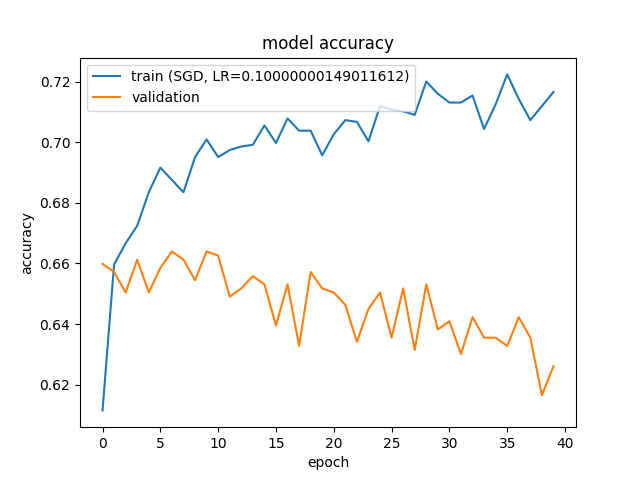 model accuracy
train (SGD, LR=0.10000000149011612)
validation
0.72
0.70
0.68
0.66
0.64
0.62
accuracy
0 5 10 15 20 25 30 35 40
epoch